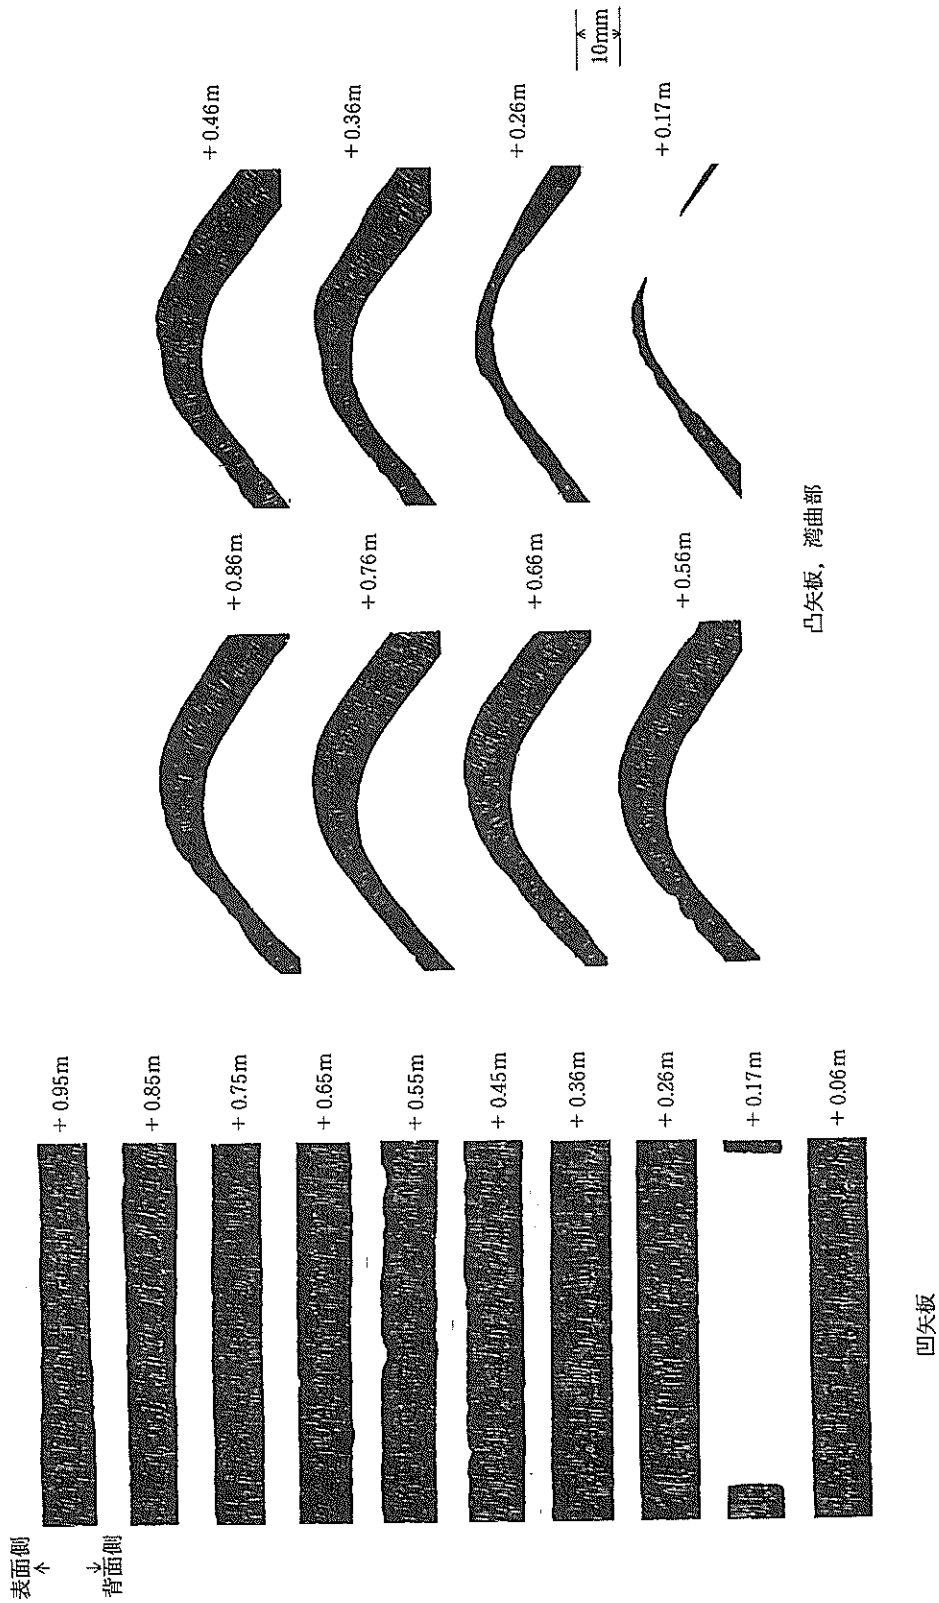 表面側
背面側
+ 0.95m
+ 0.85m
+ 0.75m
+ 0.65m
+ 0.55m
+ 0.45m
+ 0.36m
+ 0.26m
+ 0.17m
+ 0.06m
凹矢板
+ 0.86m
+ 0.76m
+ 0.66m
+ 0.56m
+ 0.46m
+ 0.36m
+ 0.26m
+ 0.17m
10mm
凸矢板, 湾曲部